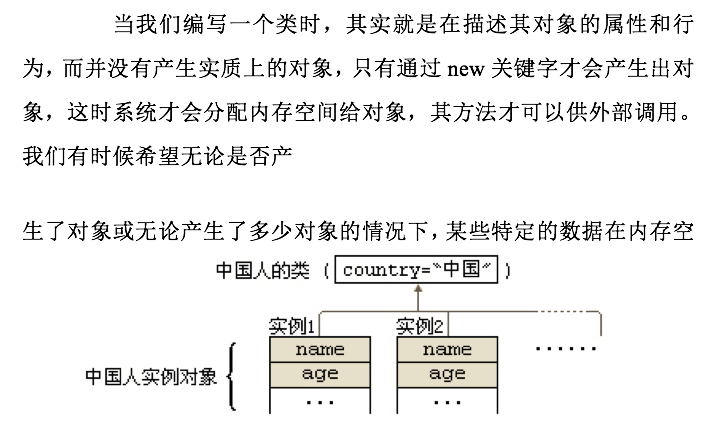 当我们编写一个类时，其实就是在描述其对象的属性和行
为，而并没有产生实质上的对象，只有通过 new 关键字才会产生出对
象，这时系统才会分配内存空间给对象，其方法才可以供外部调用。
我们有时候希望无论是否产
生了对象或无论产生了多少对象的情况下，某些特定的数据在内存空
中国人的类 ( country=“中国” )
实例1 实例2
name name ······
age age
中国人实例对象
··· ···